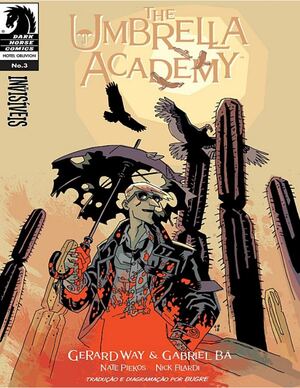 DARK
HORSE
COMICS
HOTEL OBLIVION
No.3
INVISÍVEIS
THE
UMBRELLA
ACADEMY
GERARD WAY & GABRIEL BA
NATE PIEKOS NICK FILARDI
TRADUÇÃO E DIAGRAMAÇÃO POR BUGRE